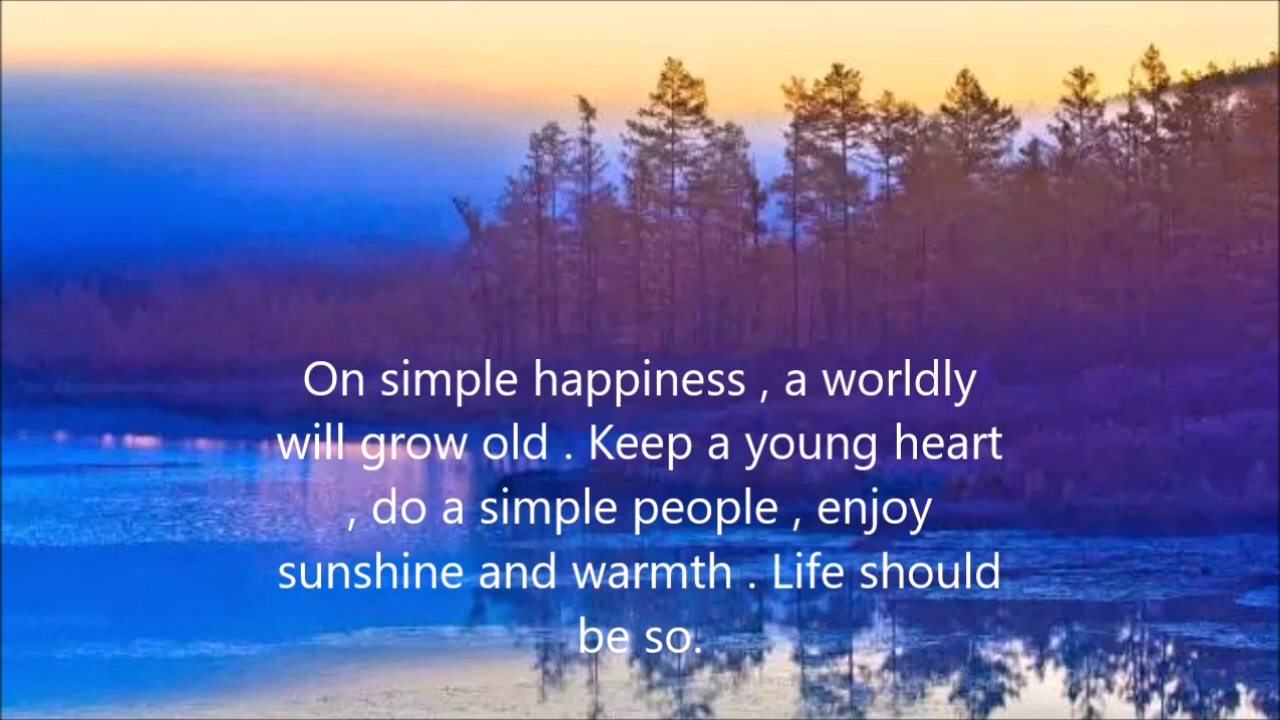 On simple happiness , a worldly
will grow old . Keep a young heart
, do a simple people , enjoy
sunshine and warmth . Life should
be so.